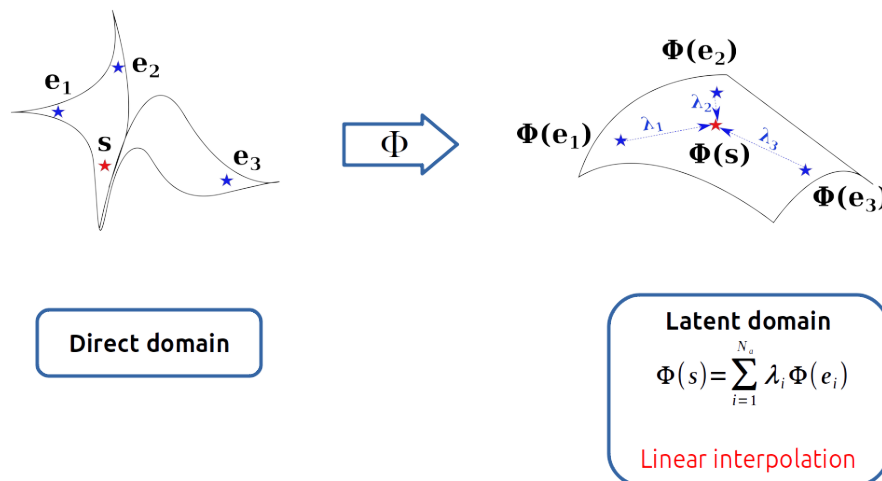 e₁
e₂
s
e₃
Φ
Φ(e₂)
Φ(e₁)
λ₁
λ₂
λ₃
Φ(s)
Φ(e₃)
Direct domain
Latent domain
Φ(s)=∑_{i=1}^{N_a} λ_i Φ(e_i)
Linear interpolation